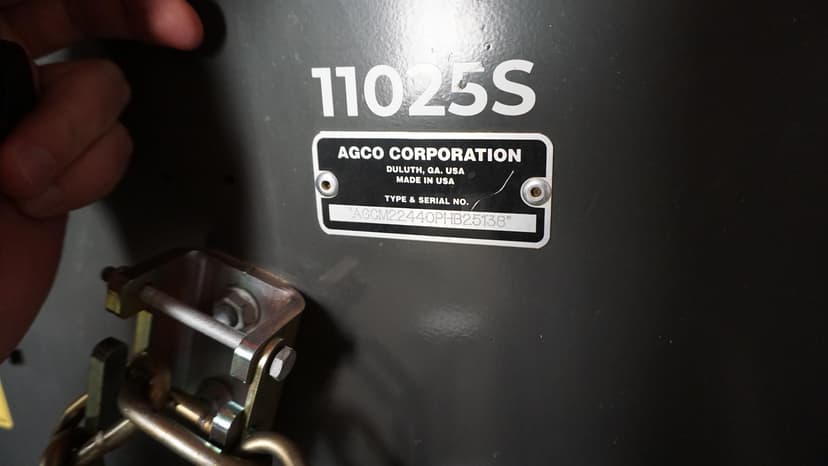 11025S
AGCO CORPORATION
DULUTH, GA. USA
MADE IN USA
TYPE & SERIAL NO.
"AGCM22440PHB25138"